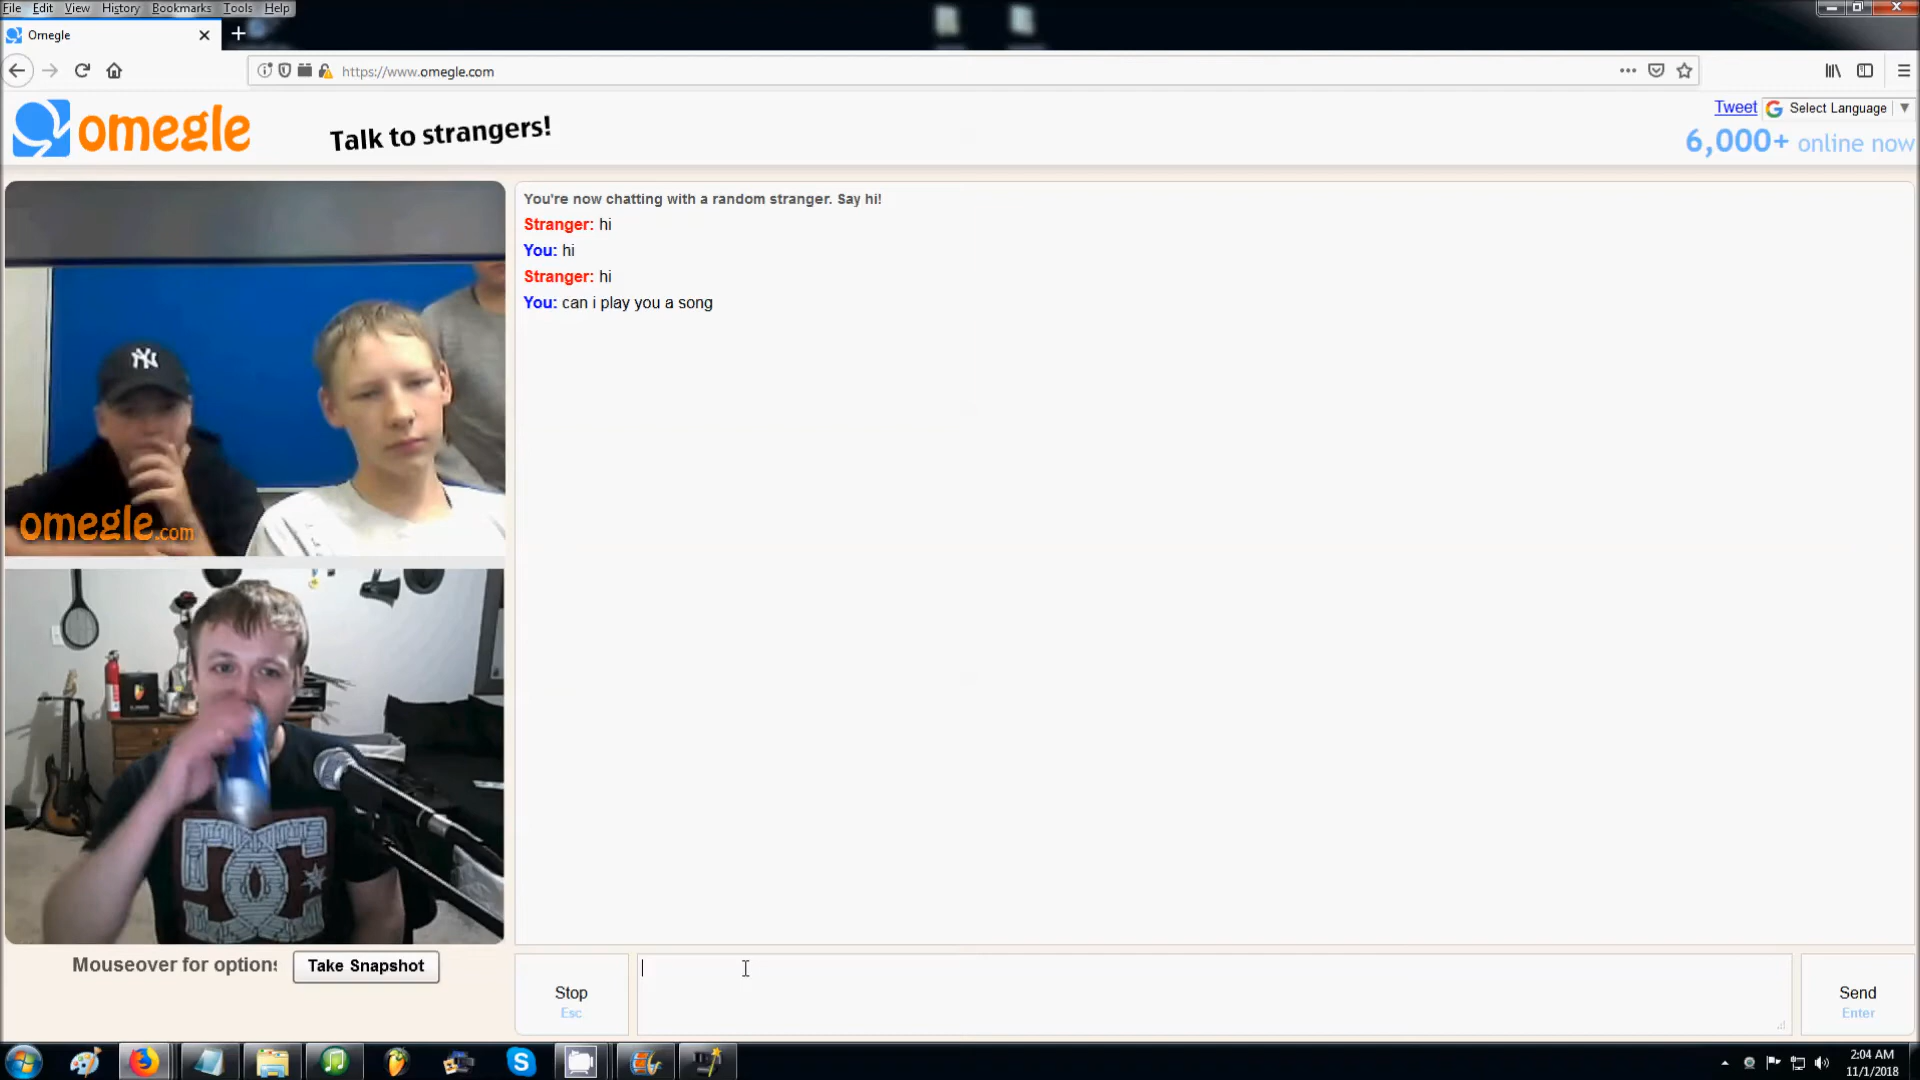 File Edit View History Bookmarks Tools Help
Omegle
https://www.omegle.com
omegle
Talk to strangers!
Tweet
Select Language
6,000+ online now
You're now chatting with a random stranger. Say hi!
Stranger: hi
You: hi
Stranger: hi
You: can i play you a song
NY
omegle.com
Mouseover for options
Take Snapshot
Stop
Esc
Send
Enter
2:04 AM
11/1/2018